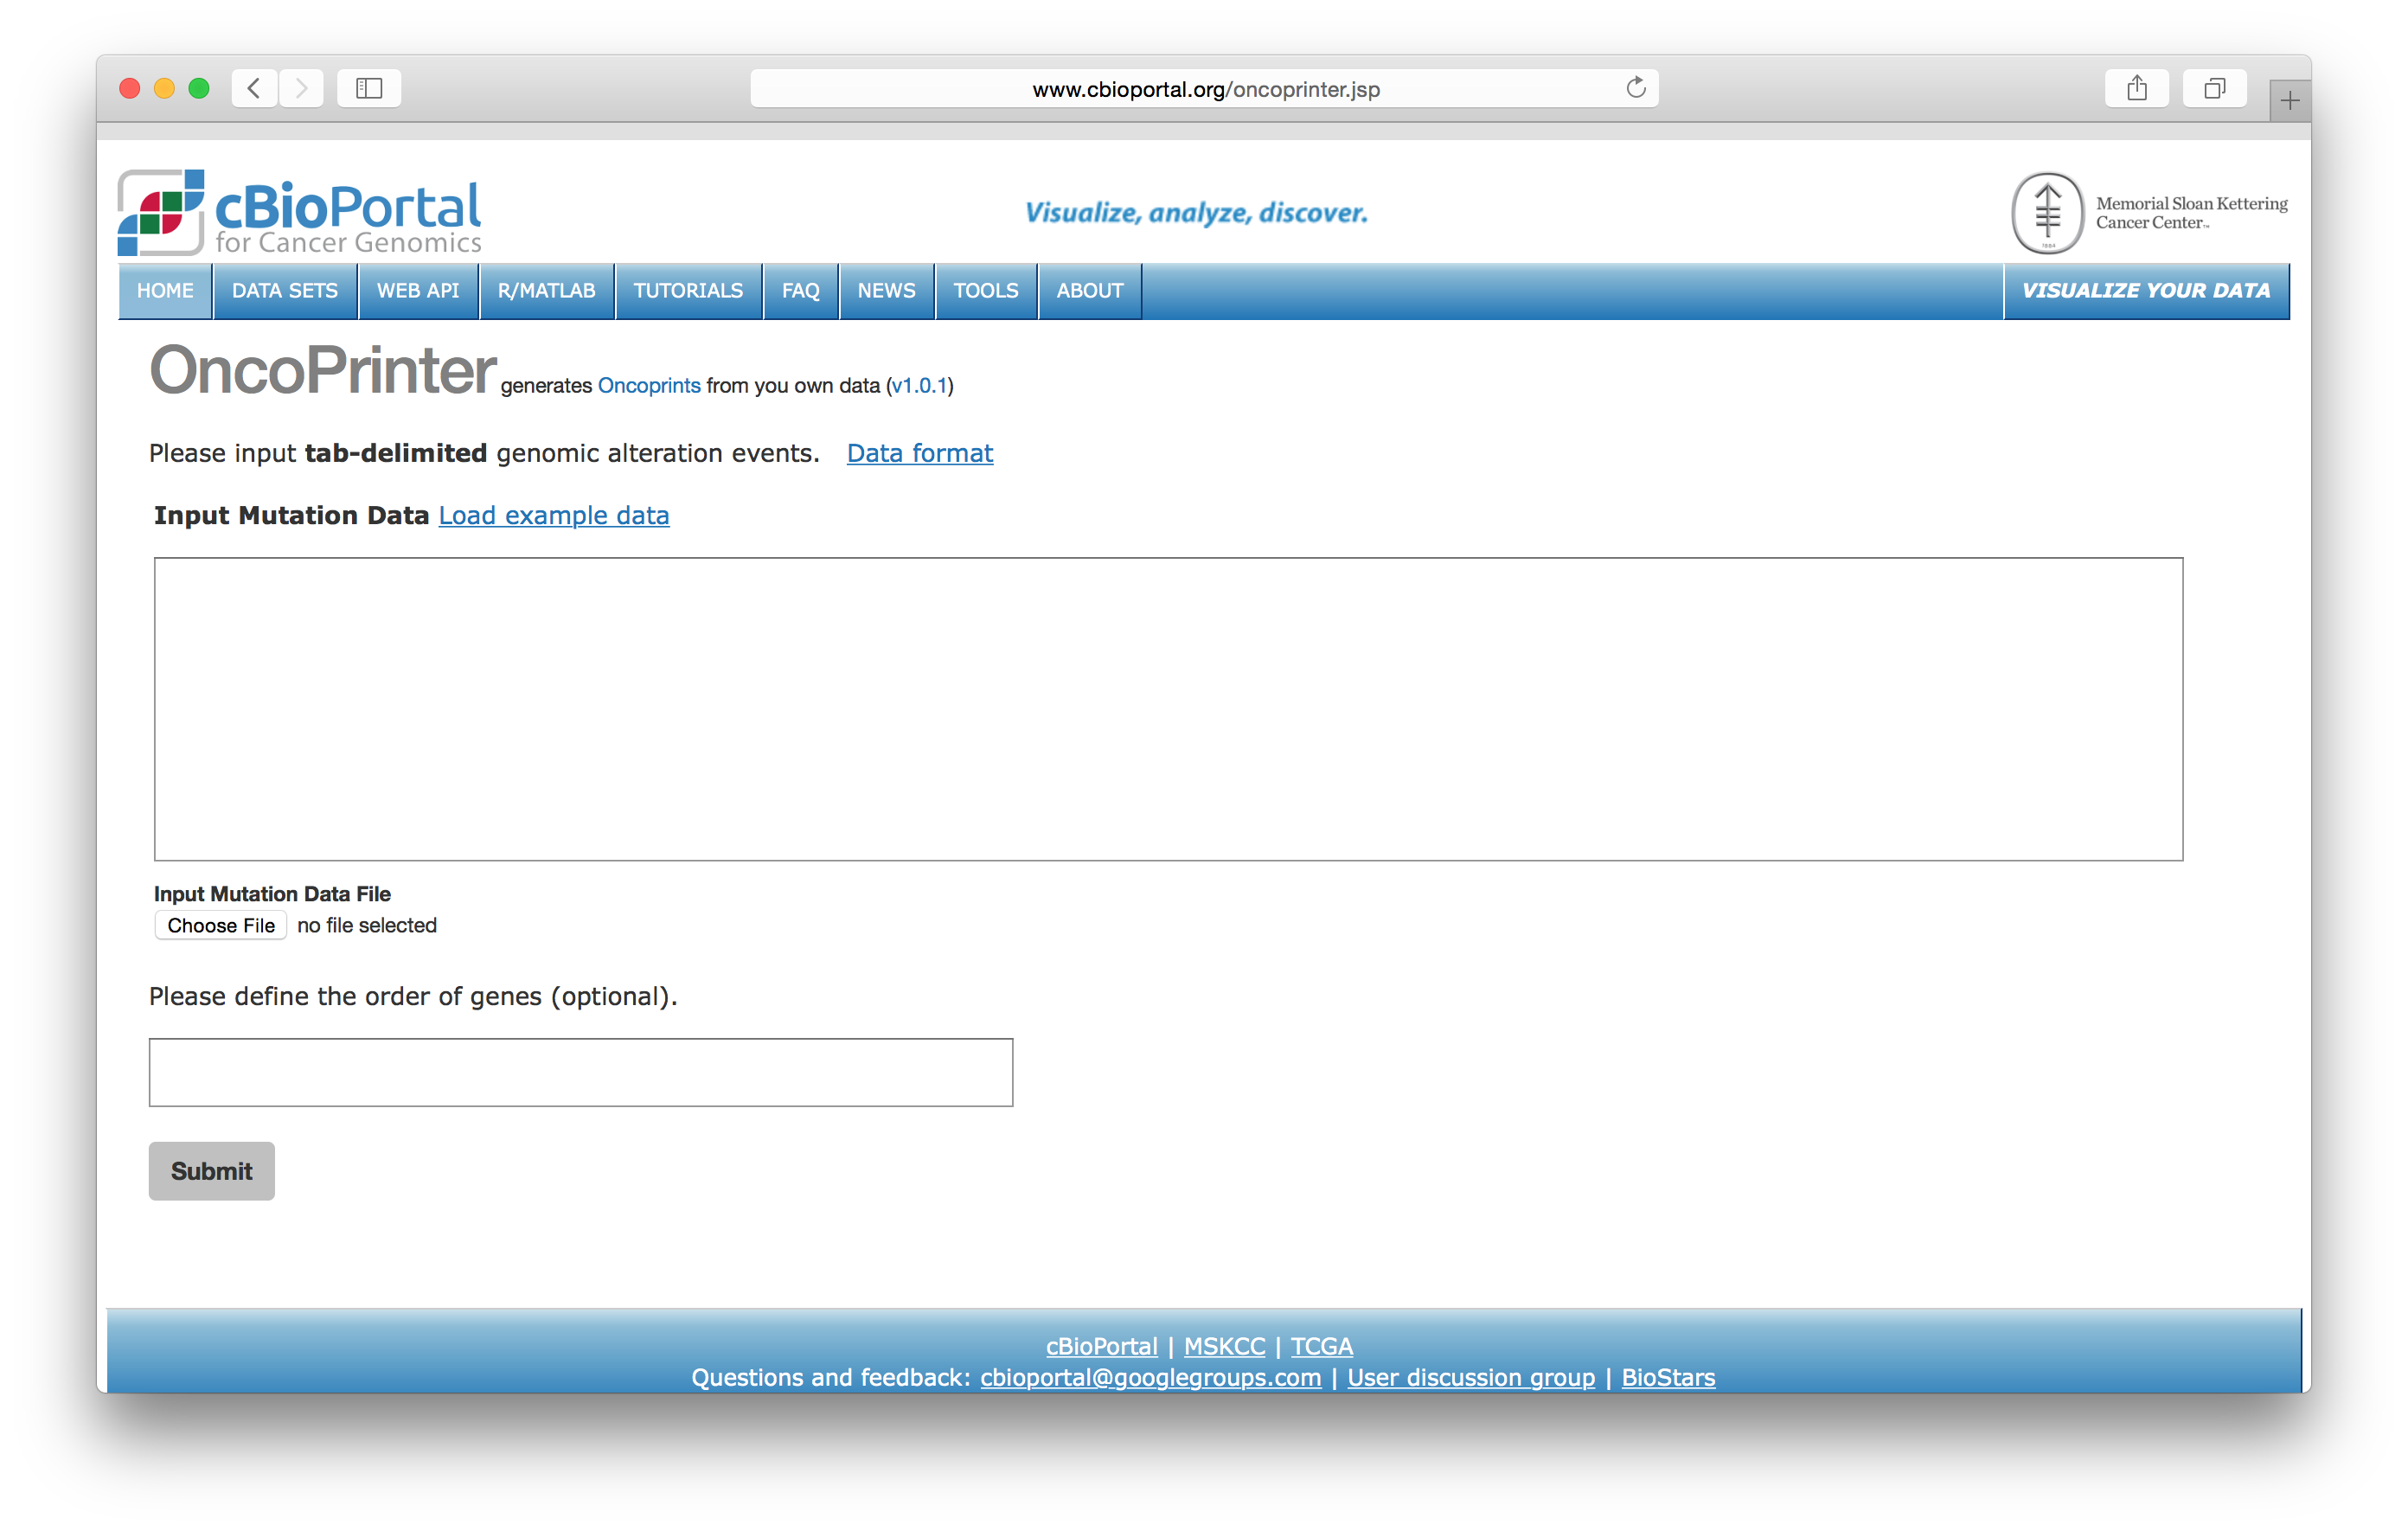 www.cbioportal.org/oncoprinter.jsp
cBioPortal
for Cancer Genomics
Visualize, analyze, discover.
1884
Memorial Sloan Kettering
Cancer Center™
HOME DATA SETS WEB API R/MATLAB TUTORIALS FAQ NEWS TOOLS ABOUT VISUALIZE YOUR DATA
OncoPrinter generates Oncoprints from you own data (v1.0.1)
Please input tab-delimited genomic alteration events. Data format
Input Mutation Data Load example data
Input Mutation Data File
Choose File no file selected
Please define the order of genes (optional).
Submit
cBioPortal | MSKCC | TCGA
Questions and feedback: cbioportal@googlegroups.com | User discussion group | BioStars